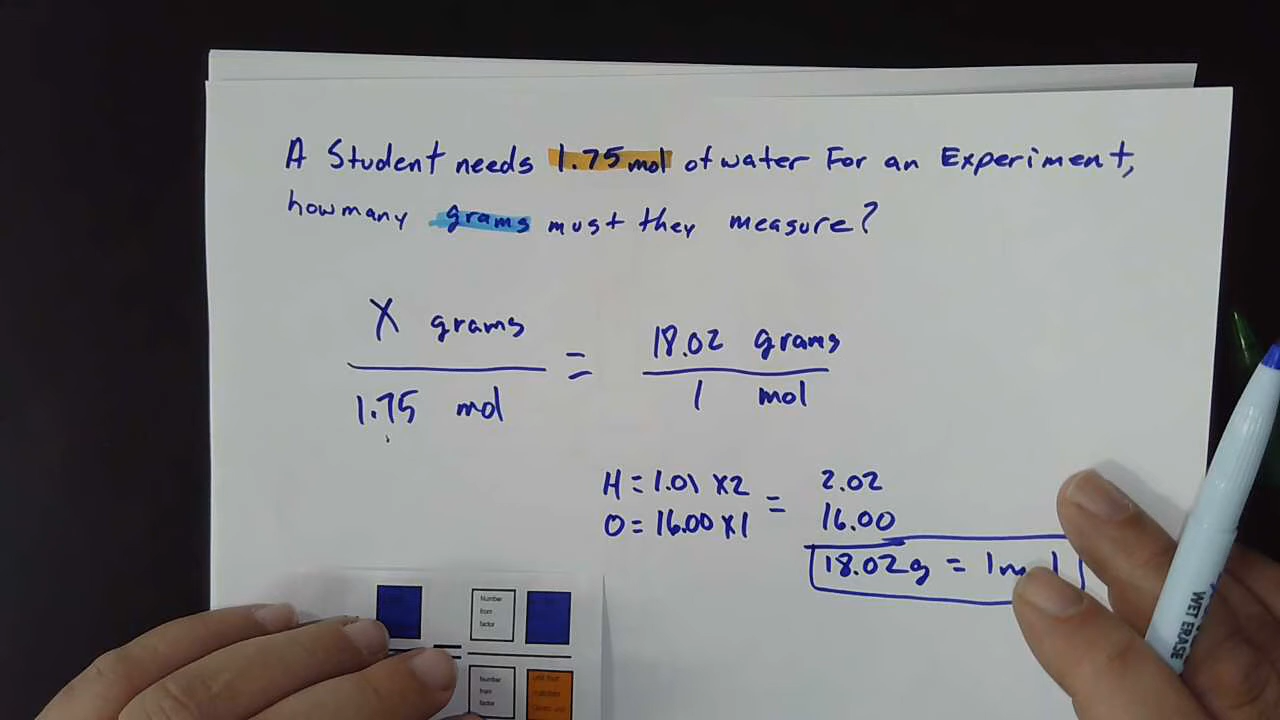 A Student needs 1.75 mol of water For an Experiment,
how many grams must they measure?
X grams
1.75 mol
=
18.02 grams
1 mol
H = 1.01 X2
O = 16.00 X1
=
2.02
16.00
18.02g = 1m l
Number
from
factor
Number
from
factor
unit that
WET ERASE